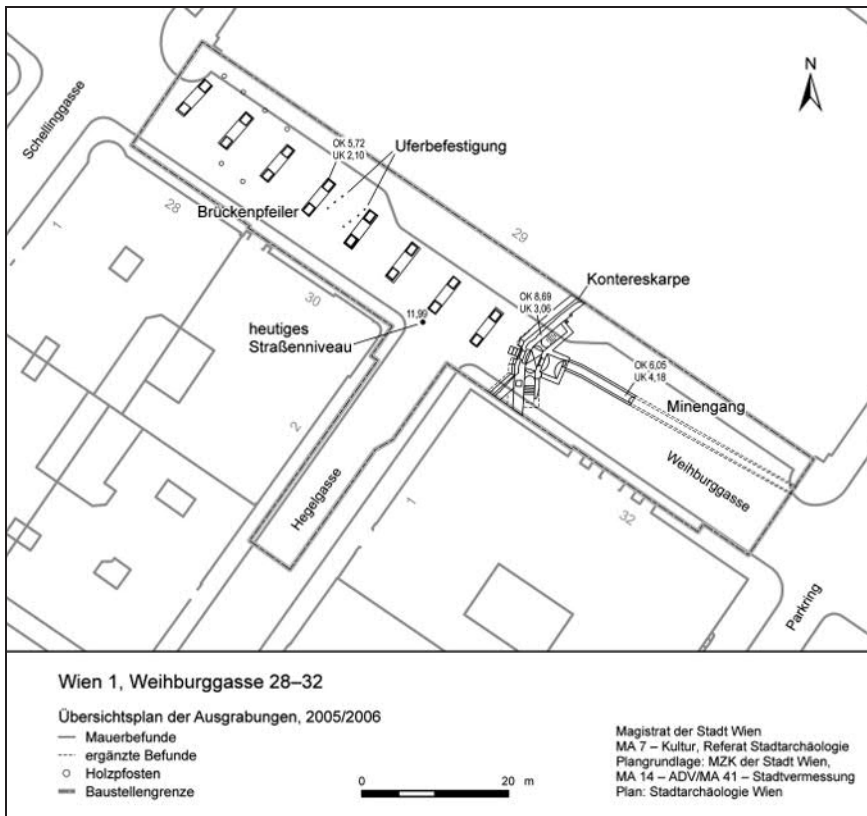 N
Schellinggasse
OK 5,72
UK 2,10
Uferbefestigung
1
28
Brückenpfeiler
29
Kontereskarpe
30
OK 8,69
UK 3,06
11,99
heutiges
Straßenniveau
OK 6,05
UK 4,18
Minengang
2
Weihburggasse
Hegelgasse
1
32
Parkring
Wien 1, Weihburggasse 28–32
Übersichtsplan der Ausgrabungen, 2005/2006
Mauerbefunde
ergänzte Befunde
Holzpfosten
Baustellengrenze
0 20 m
Magistrat der Stadt Wien
MA 7 – Kultur, Referat Stadtarchäologie
Plangrundlage: MZK der Stadt Wien,
MA 14 – ADV/MA 41 – Stadtvermessung
Plan: Stadtarchäologie Wien